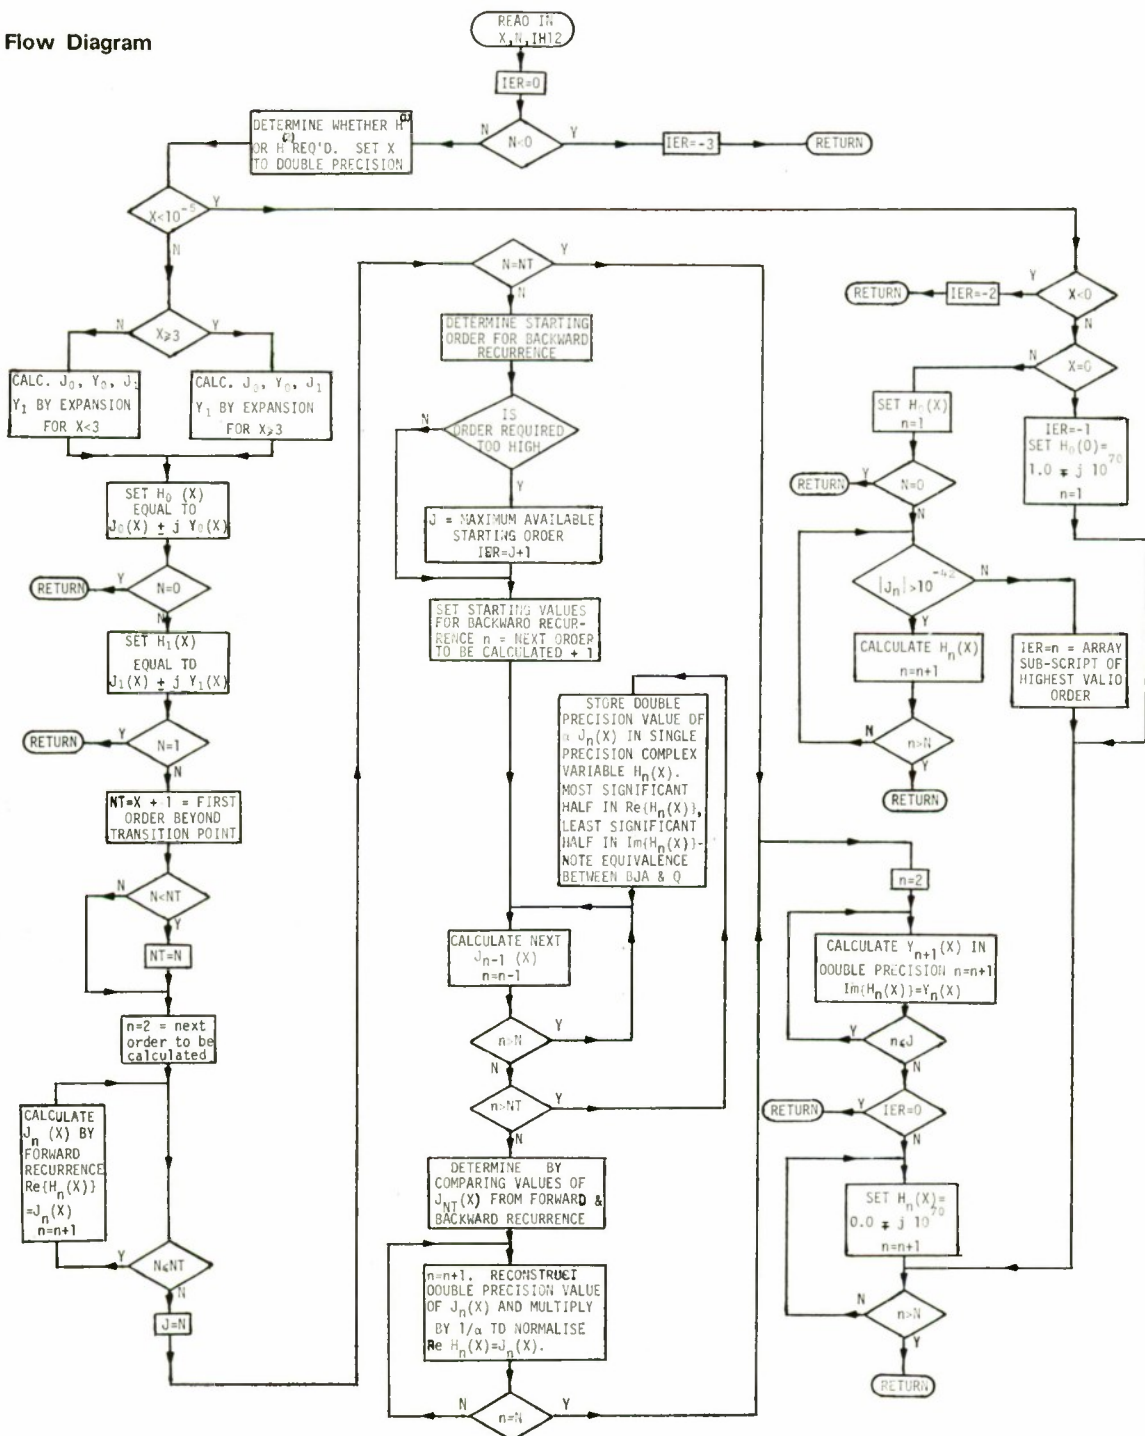 Flow Diagram
READ IN
X,N,IH12
IER=0
N<0
N
Y
IER=-3
RETURN
DETERMINE WHETHER H(1)
OR H(2) REQ'D. SET X
TO DOUBLE PRECISION
X<10^-5
Y
N
X⩾3
N
Y
CALC. J0, Y0, J1
Y1 BY EXPANSION
FOR X<3
CALC. J0, Y0, J1
Y1 BY EXPANSION
FOR X⩾3
SET H0 (X)
EQUAL TO
J0(X) ± j Y0(X)
N=0
Y
RETURN
N
SET H1(X)
EQUAL TO
J1(X) ± j Y1(X)
N=1
Y
RETURN
N
NT=X + 1 = FIRST
ORDER BEYOND
TRANSITION POINT
N<NT
N
Y
NT=N
n=2 = next
order to be
calculated
CALCULATE
Jn (X) BY
FORWARD
RECURRENCE
Re{Hn(X)}
=Jn(X)
n=n+1
N⩽NT
Y
N
J=N
N=NT
Y
N
DETERMINE STARTING
ORDER FOR BACKWARD
RECURRENCE
IS
ORDER REQUIRED
TOO HIGH
N
Y
J = MAXIMUM AVAILABLE
STARTING ORDER
IER=J+1
SET STARTING VALUES
FOR BACKWARD RECUR-
RENCE n = NEXT ORDER
TO BE CALCULATED + 1
STORE DOUBLE
PRECISION VALUE OF
α Jn(X) IN SINGLE
PRECISION COMPLEX
VARIABLE Hn(X).
MOST SIGNIFICANT
HALF IN Re{Hn(X)},
LEAST SIGNIFICANT
HALF IN Im{Hn(X)}-
NOTE EQUIVALENCE
BETWEEN BJA & Q
CALCULATE NEXT
Jn-1 (X)
n=n-1
n>N
Y
N
n>NT
Y
N
DETERMINE BY
COMPARING VALUES OF
JNT(X) FROM FORWARD &
BACKWARD RECURRENCE
n=n+1. RECONSTRUCT
DOUBLE PRECISION VALUE
OF Jn(X) AND MULTIPLY
BY 1/α TO NORMALISE
Re Hn(X)=Jn(X).
n=N
N
Y
X<0
Y
IER=-2
RETURN
N
X=0
N
SET H0(X)
n=1
IER=-1
SET H0(0)=
1.0 ∓ j 10^70
n=1
N=0
Y
RETURN
N
|Jn|>10^-42
N
Y
CALCULATE Hn(X)
n=n+1
IER=n = ARRAY
SUB-SCRIPT OF
HIGHEST VALID
ORDER
n>N
N
Y
RETURN
n=2
CALCULATE Yn+1(X) IN
DOUBLE PRECISION n=n+1
Im{Hn(X)}=Yn(X)
n⩽J
Y
N
IER=0
Y
RETURN
N
SET Hn(X)=
0.0 ∓ j 10^70
n=n+1
n>N
N
Y
RETURN